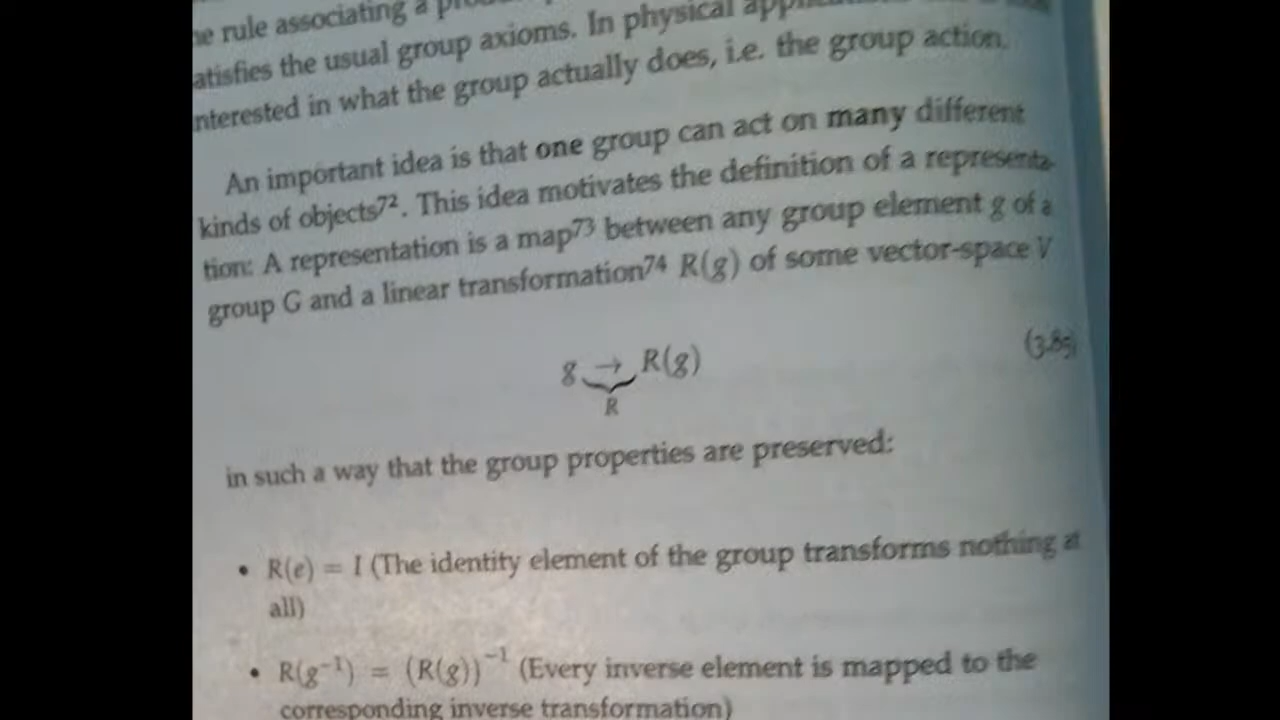 he rule associating a
atisfies the usual group axioms. In physical
nterested in what the group actually does, i.e. the group action.
An important idea is that one group can act on many different
kinds of objects⁷². This idea motivates the definition of a representa-
tion: A representation is a map⁷³ between any group element g of a
group G and a linear transformation⁷⁴ R(g) of some vector-space V
g → R(g) (3.85)
R
in such a way that the group properties are preserved:
• R(e) = I (The identity element of the group transforms nothing at
all)
• R(g⁻¹) = (R(g))⁻¹ (Every inverse element is mapped to the
corresponding inverse transformation)